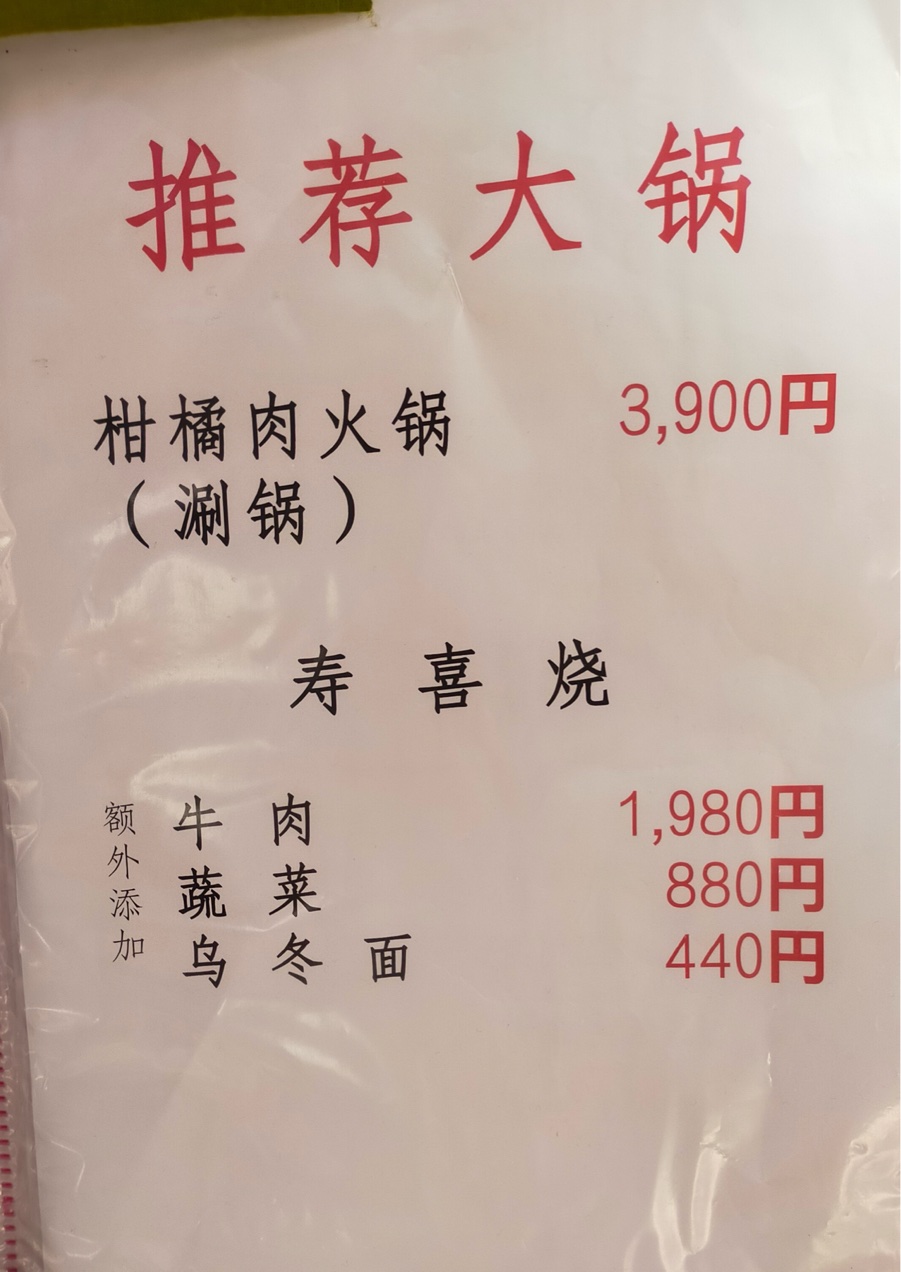 推荐大锅
柑橘肉火锅 3,900円
（涮锅）
寿喜烧
额外添加
牛肉 1,980円
蔬菜 880円
乌冬面 440円